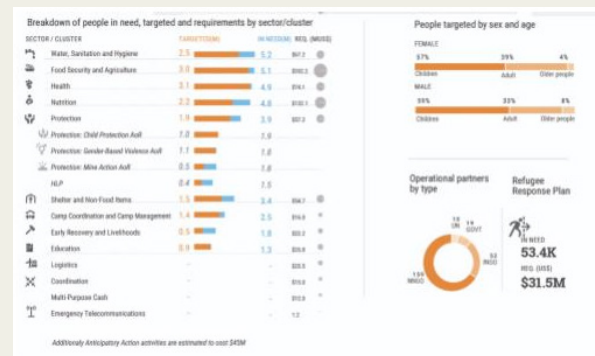 Breakdown of people in need, targeted and requirements by sector/cluster
SECTOR / CLUSTER TARGETED(M) IN NEED(M) REQ. (MUS$)
Water, Sanitation and Hygiene 2.5 5.2
Food Security and Agriculture 3.0 5.1
Health 3.1 4.9
Nutrition 2.2 4.8
Protection 1.9 3.9
Protection: Child Protection AoR 1.0 1.9
Protection: Gender-Based Violence AoR 1.1 1.8
Protection: Mine Action AoR 0.5 1.8
HLP 0.4 1.5
Shelter and Non-Food Items 1.5 3.4
Camp Coordination and Camp Management 1.4 2.5
Early Recovery and Livelihoods 0.5 1.8
Education 0.9 1.3
Logistics - -
Coordination - -
Multi-Purpose Cash - -
Emergency Telecommunications - -
Additionaly Anticipatory Action activities are estimated to cost $45M
People targeted by sex and age
FEMALE
57% 39% 4%
Children Adult Older people
MALE
59% 33% 8%
Children Adult Older people
Operational partners
by type
UN
GOVT
INGO
NNGO
Refugee
Response Plan
IN NEED
53.4K
REQ. (US$)
$31.5M